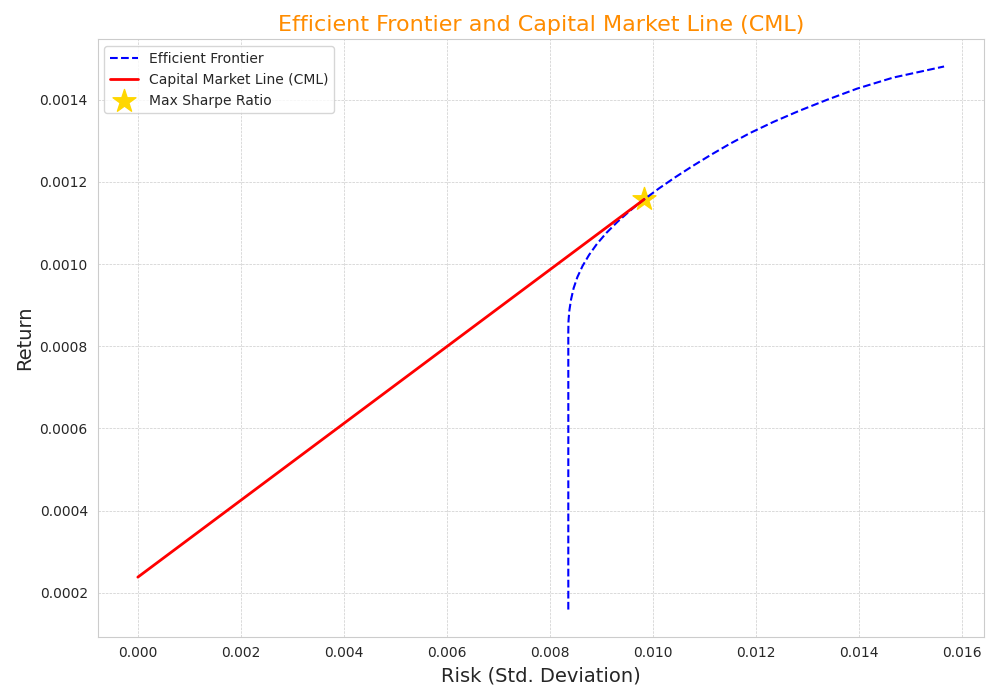 Efficient Frontier and Capital Market Line (CML)
Efficient Frontier
Capital Market Line (CML)
Max Sharpe Ratio
Return
0.0014
0.0012
0.0010
0.0008
0.0006
0.0004
0.0002
0.000 0.002 0.004 0.006 0.008 0.010 0.012 0.014 0.016
Risk (Std. Deviation)